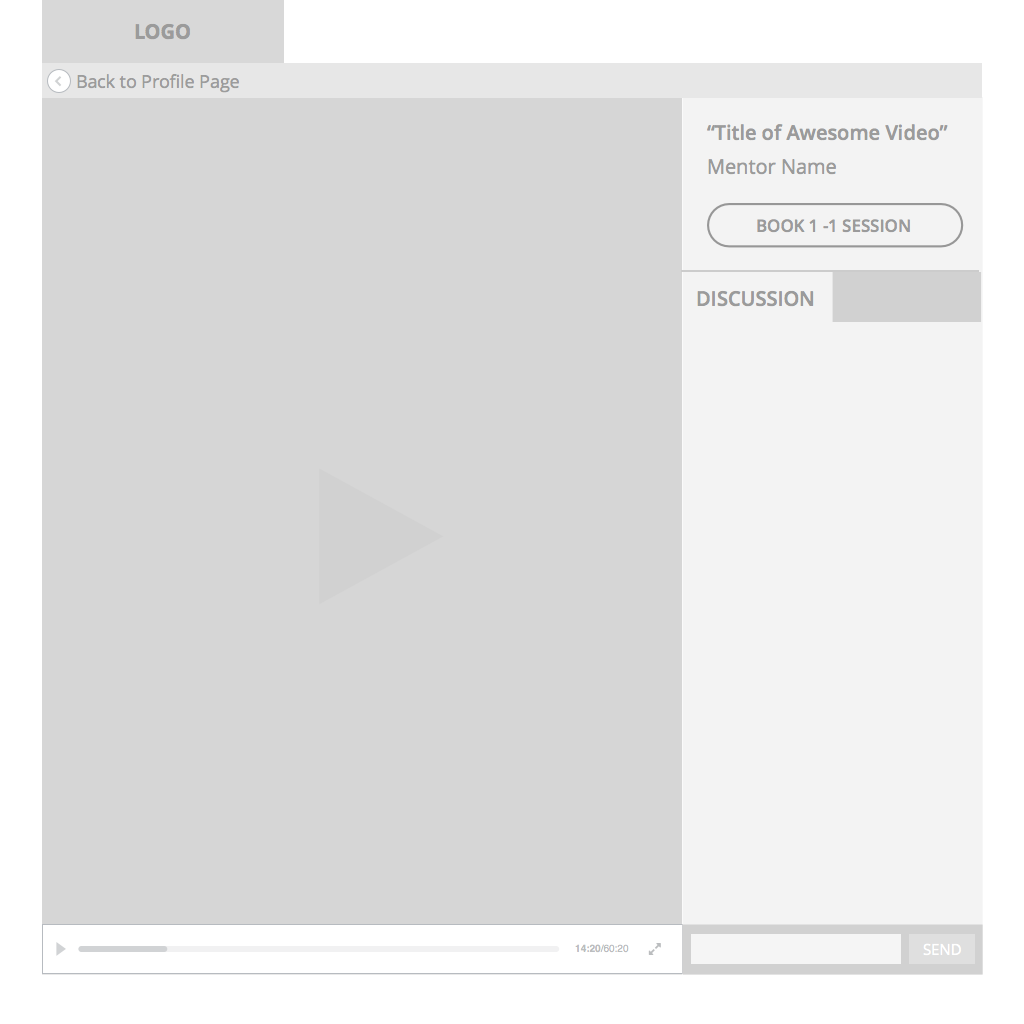 LOGO
Back to Profile Page
“Title of Awesome Video”
Mentor Name
BOOK 1 -1 SESSION
DISCUSSION
14:20/60:20
SEND